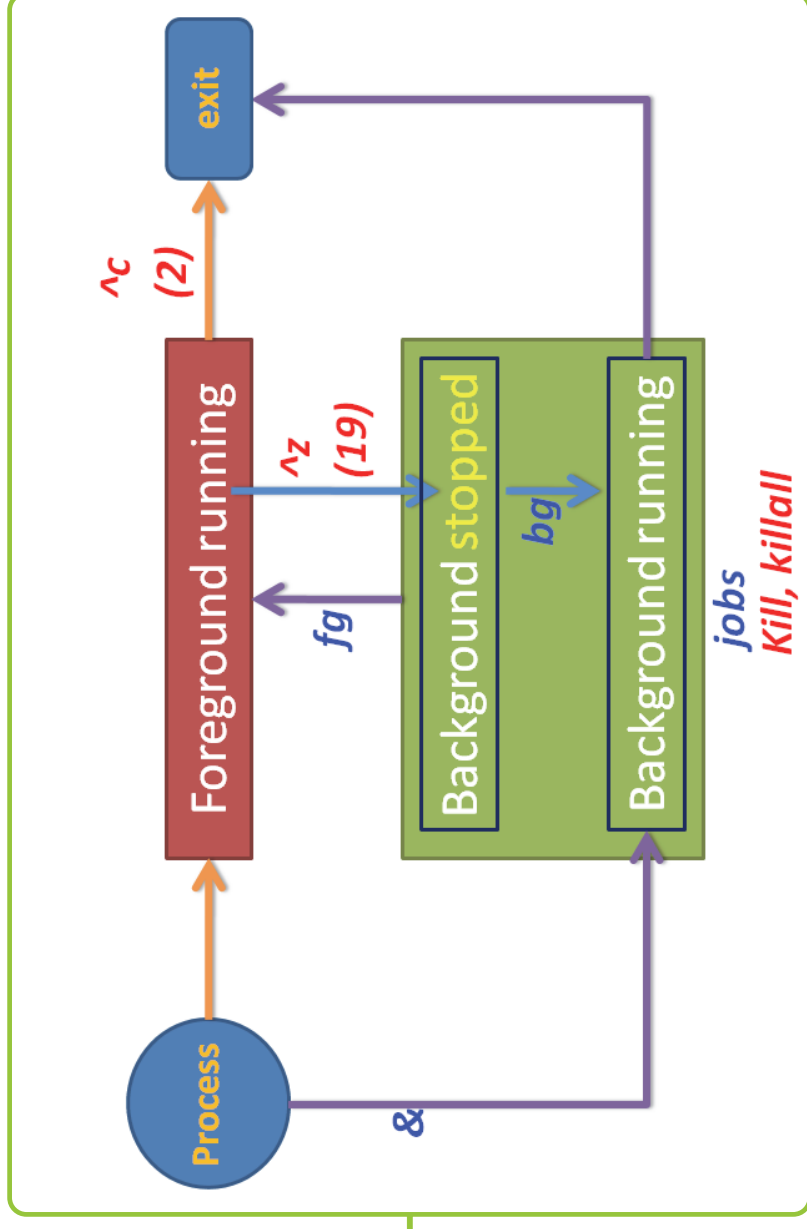 Process
Foreground running
^c
(2)
exit
fg
^z
(19)
Background stopped
bg
&
Background running
jobs
Kill, killall